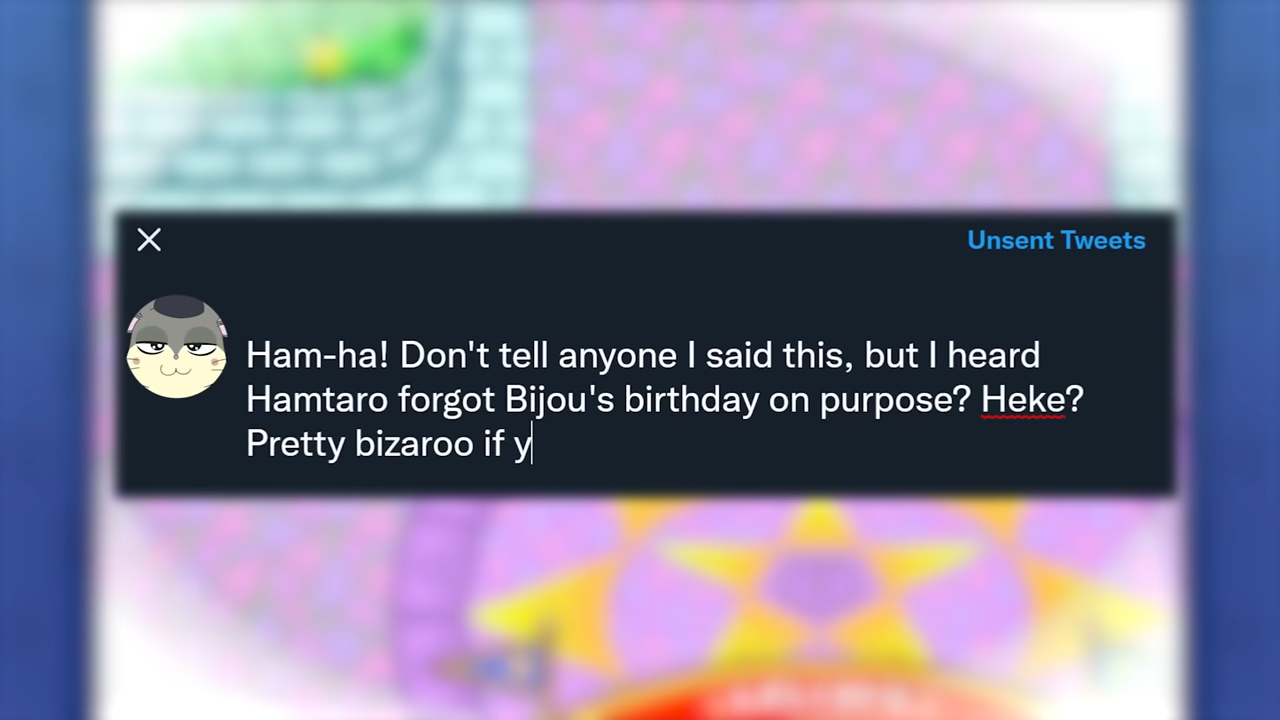 Unsent Tweets
Ham-ha! Don't tell anyone I said this, but I heard
Hamtaro forgot Bijou's birthday on purpose? Heke?
Pretty bizaroo if y